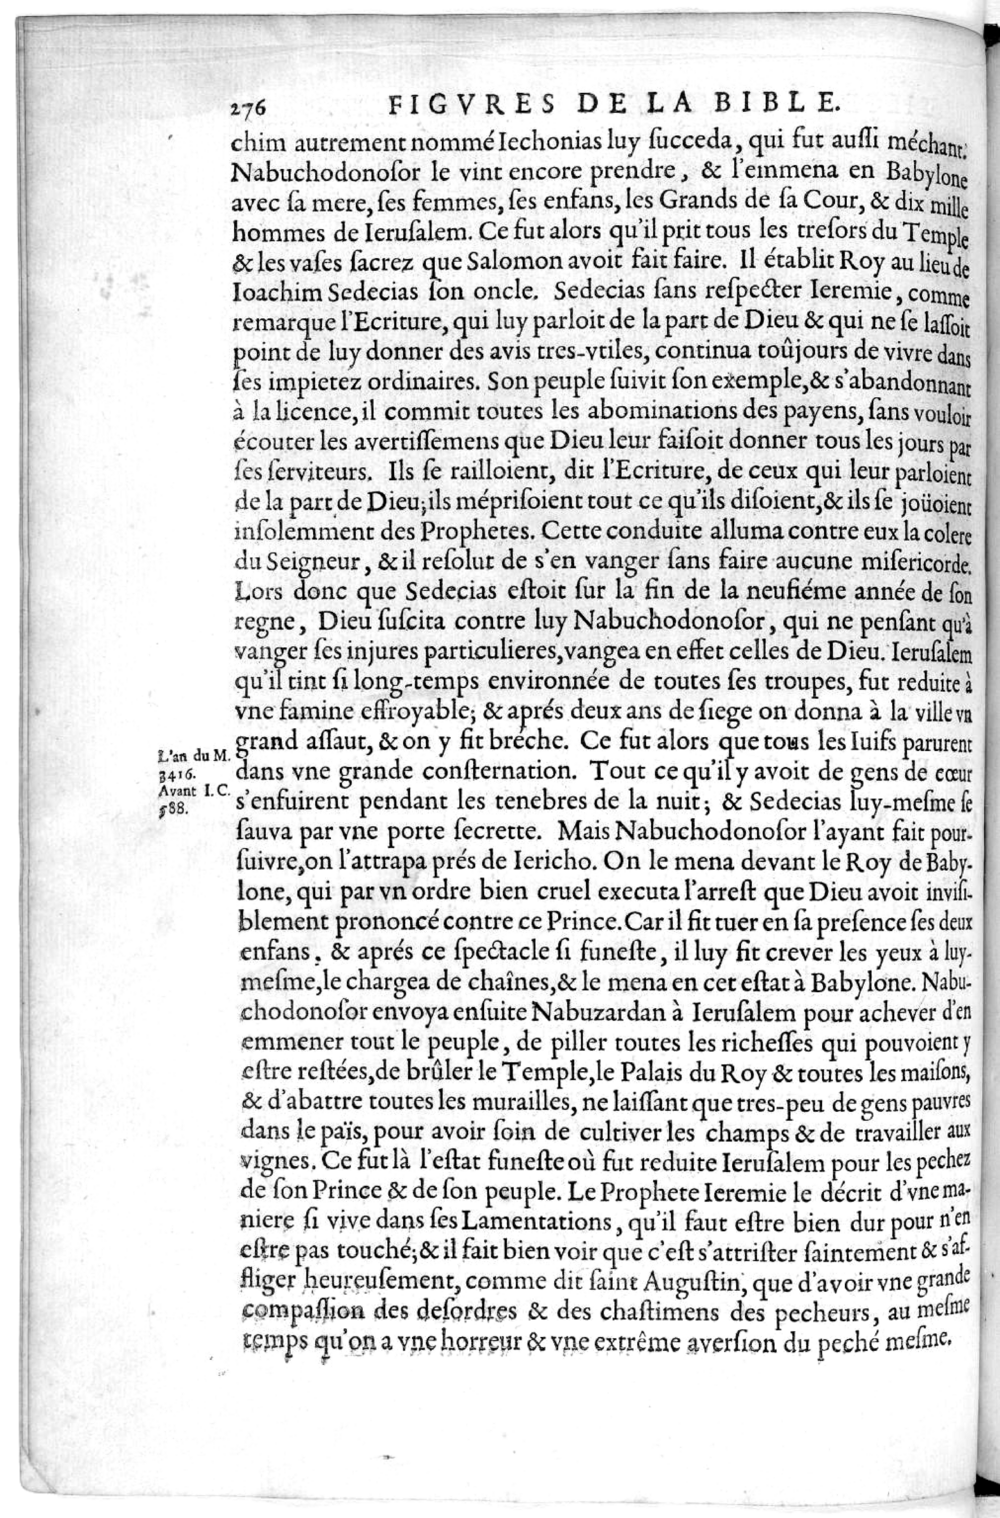 276 FIGVRES DE LA BIBLE.
chim autrement nommé Iechonias luy ſucceda, qui fut auſſi méchant.
Nabuchodonoſor le vint encore prendre, & l'emmena en Babylone
avec ſa mere, ſes femmes, ſes enfans, les Grands de ſa Cour, & dix mille
hommes de Ieruſalem. Ce fut alors qu'il prit tous les treſors du Temple
& les vaſes ſacrez que Salomon avoit fait faire. Il établit Roy au lieu de
Ioachim Sedecias ſon oncle. Sedecias ſans reſpecter Ieremie, comme
remarque l'Ecriture, qui luy parloit de la part de Dieu & qui ne ſe laſſoit
point de luy donner des avis tres-vtiles, continua toûjours de vivre dans
ſes impietez ordinaires. Son peuple ſuivit ſon exemple, & s'abandonnant
à la licence, il commit toutes les abominations des payens, ſans vouloir
écouter les avertiſſemens que Dieu leur faiſoit donner tous les jours par
ſes ſerviteurs. Ils ſe railloient, dit l'Ecriture, de ceux qui leur parloient
de la part de Dieu; ils mépriſoient tout ce qu'ils diſoient, & ils ſe joüoient
inſolemment des Prophetes. Cette conduite alluma contre eux la colere
du Seigneur, & il reſolut de s'en vanger ſans faire aucune miſericorde.
Lors donc que Sedecias eſtoit ſur la fin de la neufiéme année de ſon
regne, Dieu ſuſcita contre luy Nabuchodonoſor, qui ne penſant qu'à
vanger ſes injures particulieres, vangea en effet celles de Dieu. Ieruſalem
qu'il tint ſi long-temps environnée de toutes ſes troupes, fut reduite à
vne famine effroyable; & aprés deux ans de ſiege on donna à la ville vn
grand aſſaut, & on y fit bréche. Ce fut alors que tous les Iuifs parurent
dans vne grande conſternation. Tout ce qu'il y avoit de gens de cœur
s'enfuirent pendant les tenebres de la nuit; & Sedecias luy-meſme ſe
ſauva par vne porte ſecrette. Mais Nabuchodonoſor l'ayant fait pour-
ſuivre, on l'attrapa prés de Iericho. On le mena devant le Roy de Baby-
lone, qui par vn ordre bien cruel executa l'arreſt que Dieu avoit inviſi-
blement prononcé contre ce Prince. Car il fit tuer en ſa preſence ſes deux
enfans, & aprés ce ſpectacle ſi funeſte, il luy fit crever les yeux à luy-
meſme, le chargea de chaînes, & le mena en cet eſtat à Babylone. Nabu-
chodonoſor envoya enſuite Nabuzardan à Ieruſalem pour achever d'en
emmener tout le peuple, de piller toutes les richeſſes qui pouvoient y
eſtre reſtées, de brûler le Temple, le Palais du Roy & toutes les maiſons,
& d'abattre toutes les murailles, ne laiſſant que tres-peu de gens pauvres
dans le païs, pour avoir ſoin de cultiver les champs & de travailler aux
vignes. Ce fut là l'eſtat funeſte où fut reduite Ieruſalem pour les pechez
de ſon Prince & de ſon peuple. Le Prophete Ieremie le décrit d'vne ma-
niere ſi vive dans ſes Lamentations, qu'il faut eſtre bien dur pour n'en
eſtre pas touché; & il fait bien voir que c'eſt s'attriſter ſaintement & s'af-
fliger heureuſement, comme dit ſaint Auguſtin, que d'avoir vne grande
compaſſion des deſordres & des chaſtimens des pecheurs, au meſme
temps qu'on a vne horreur & vne extrême averſion du peché meſme.
L'an du M.
3416.
Avant I. C.
588.